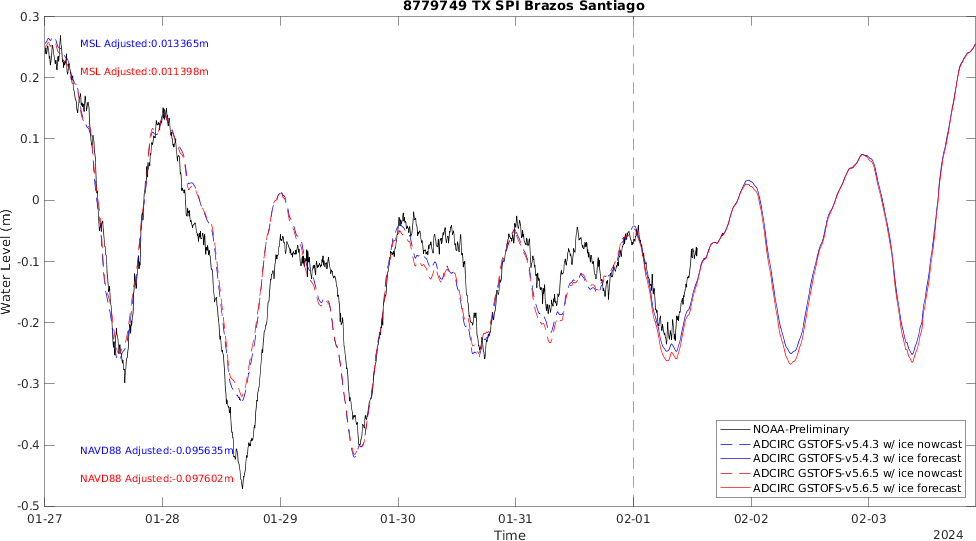 8779749 TX SPI Brazos Santiago
0.3
0.2
0.1
0
-0.1
-0.2
-0.3
-0.4
-0.5
Water Level (m)
MSL Adjusted:0.013365m
MSL Adjusted:0.011398m
NAVD88 Adjusted:-0.095635m
NAVD88 Adjusted:-0.097602m
NOAA-Preliminary
ADCIRC GSTOFS-v5.4.3 w/ ice nowcast
ADCIRC GSTOFS-v5.4.3 w/ ice forecast
ADCIRC GSTOFS-v5.6.5 w/ ice nowcast
ADCIRC GSTOFS-v5.6.5 w/ ice forecast
01-27 01-28 01-29 01-30 01-31 02-01 02-02 02-03
Time
2024